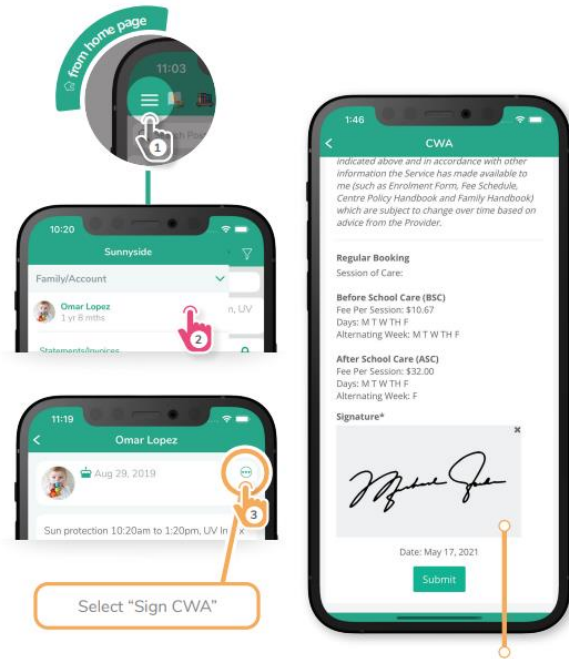 from home page
11:03
1
10:20
Sunnyside
Family/Account
Omar Lopez
1 yr 8 mths
n, UV
2
Statements/Invoices
11:19
Omar Lopez
Aug 29, 2019
3
Sun protection 10:20am to 1:20pm, UV In x
Select “Sign CWA”
1:46
CWA
indicated above and in accordance with other
information the Service has made available to
me (such as Enrolment Form, Fee Schedule,
Centre Policy Handbook and Family Handbook)
which are subject to change over time based on
advice from the Provider.
Regular Booking
Session of Care:
Before School Care (BSC)
Fee Per Session: $10.67
Days: M T W TH F
Alternating Week: M T W TH F
After School Care (ASC)
Fee Per Session: $32.00
Days: M T W TH F
Alternating Week: F
Signature*
Date: May 17, 2021
Submit